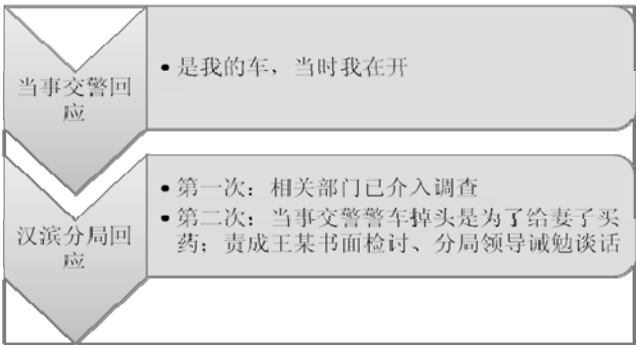 当事交警回
应
• 是我的车，当时我在开
汉滨分局回
应
• 第一次：相关部门已介入调查
• 第二次：当事交警警车掉头是为了给妻子买
药；责成王某书面检讨、分局领导诫勉谈话